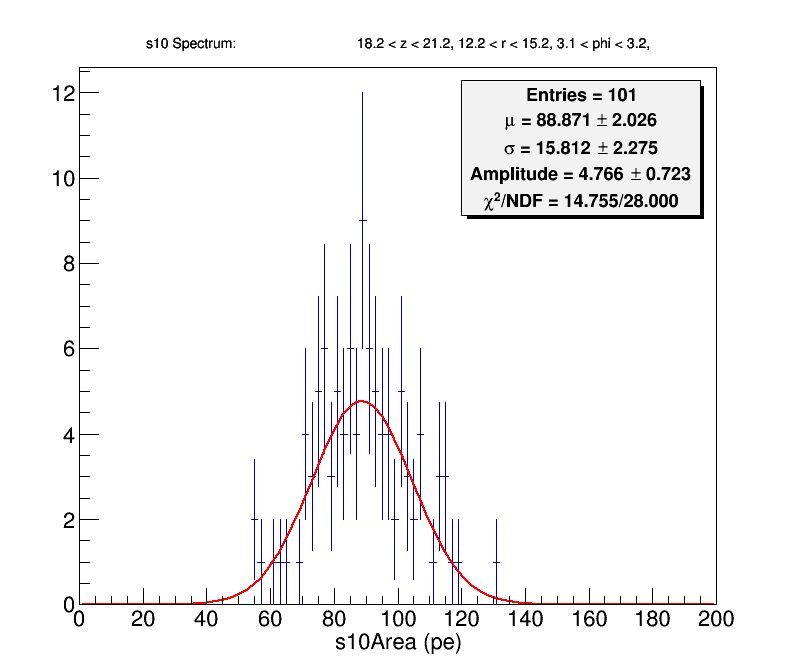 s10 Spectrum: 18.2 < z < 21.2, 12.2 < r < 15.2, 3.1 < phi < 3.2,
Entries = 101
μ = 88.871 ± 2.026
σ = 15.812 ± 2.275
Amplitude = 4.766 ± 0.723
χ²/NDF = 14.755/28.000
12
10
8
6
4
2
0
0 20 40 60 80 100 120 140 160 180 200
s10Area (pe)